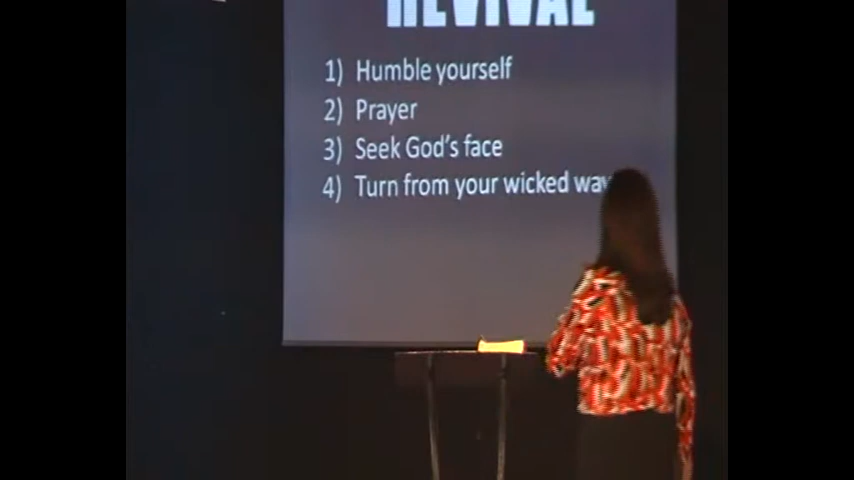 REVIVAL
1) Humble yourself
2) Prayer
3) Seek God's face
4) Turn from your wicked